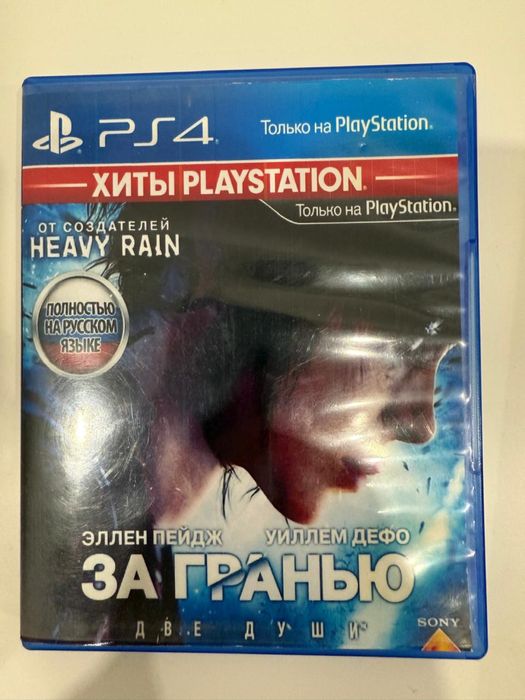 PS4
Только на PlayStation.
ХИТЫ PLAYSTATION.
Только на PlayStation.
ОТ СОЗДАТЕЛЕЙ
HEAVY RAIN
ПОЛНОСТЬЮ
НА РУССКОМ
ЯЗЫКЕ
ЭЛЛЕН ПЕЙДЖ УИЛЛЕМ ДЕФО
ЗА ГРАНЬЮ
ДВЕ ДУШИ
SONY